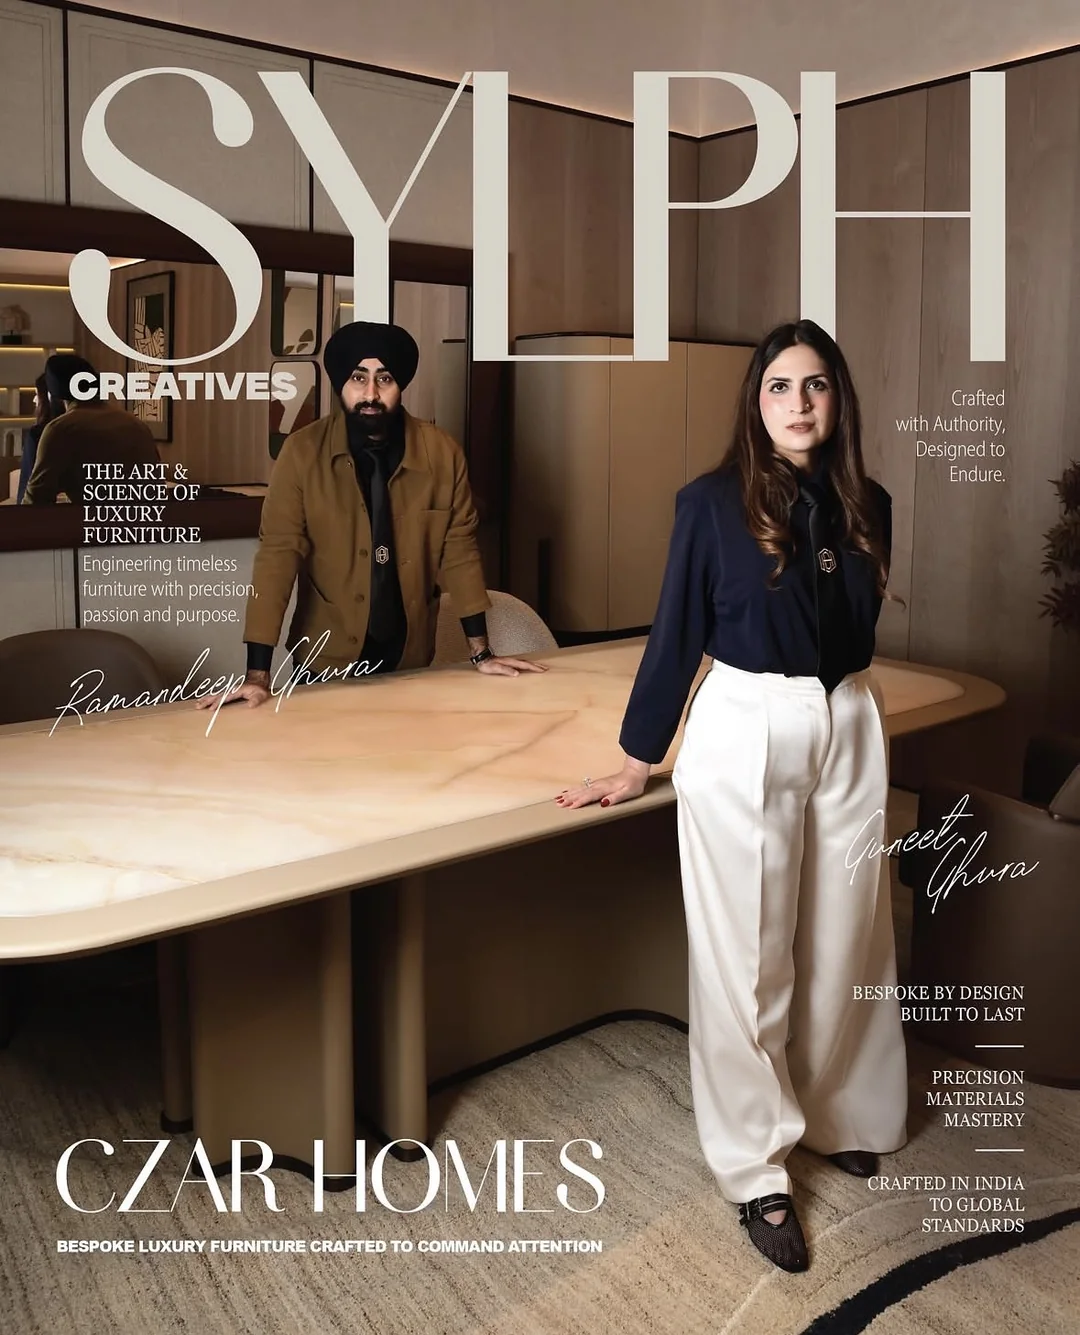 SYLPH
CREATIVES
Crafted
with Authority,
Designed to
Endure.
THE ART &
SCIENCE OF
LUXURY
FURNITURE
Engineering timeless
furniture with precision,
passion and purpose.
Ramandeep Ghura
Guneet
Ghura
BESPOKE BY DESIGN
BUILT TO LAST
PRECISION
MATERIALS
MASTERY
CRAFTED IN INDIA
TO GLOBAL
STANDARDS
CZAR HOMES
BESPOKE LUXURY FURNITURE CRAFTED TO COMMAND ATTENTION